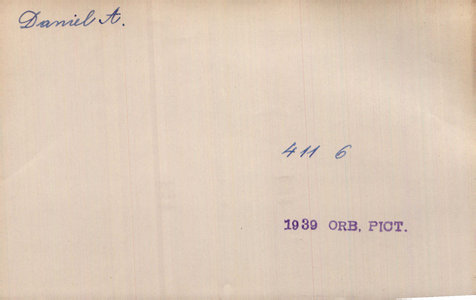 Daniel A.
411 6
1939 ORB, PICT.